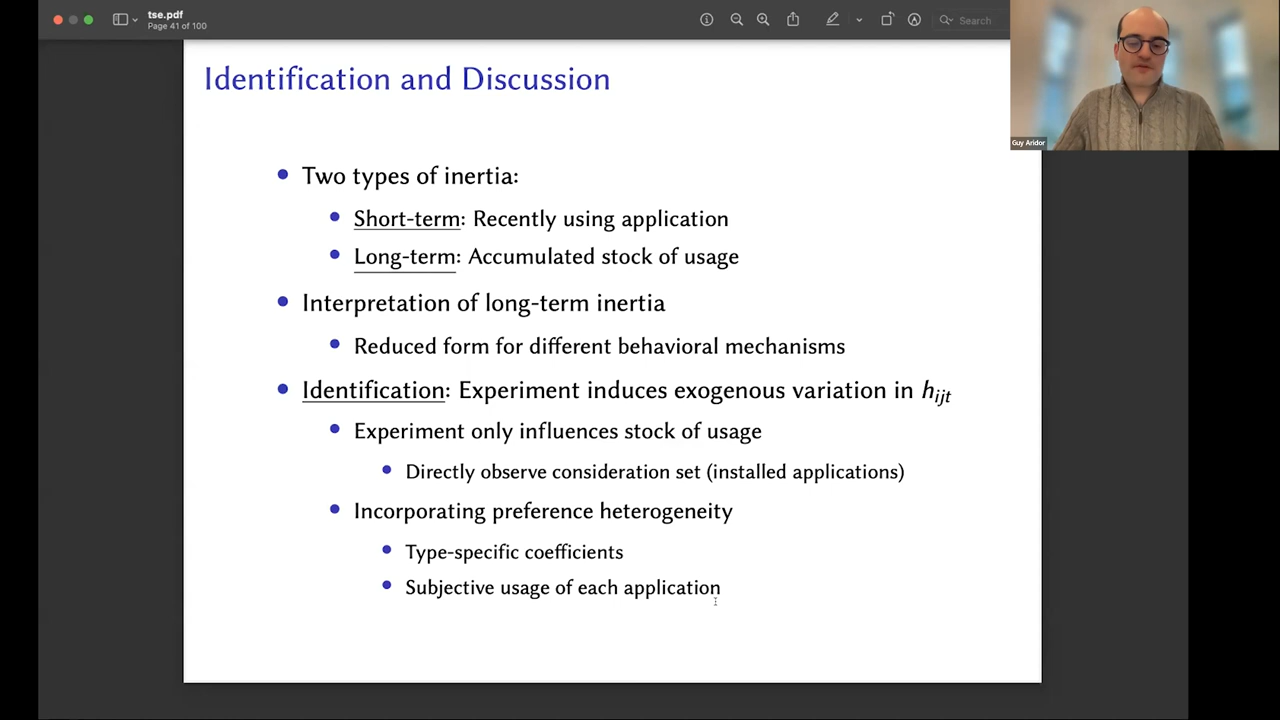 tse.pdf
Page 41 of 100
Search
Guy Aridor
Identification and Discussion
• Two types of inertia:
• Short-term: Recently using application
• Long-term: Accumulated stock of usage
• Interpretation of long-term inertia
• Reduced form for different behavioral mechanisms
• Identification: Experiment induces exogenous variation in h_ijt
• Experiment only influences stock of usage
• Directly observe consideration set (installed applications)
• Incorporating preference heterogeneity
• Type-specific coefficients
• Subjective usage of each application